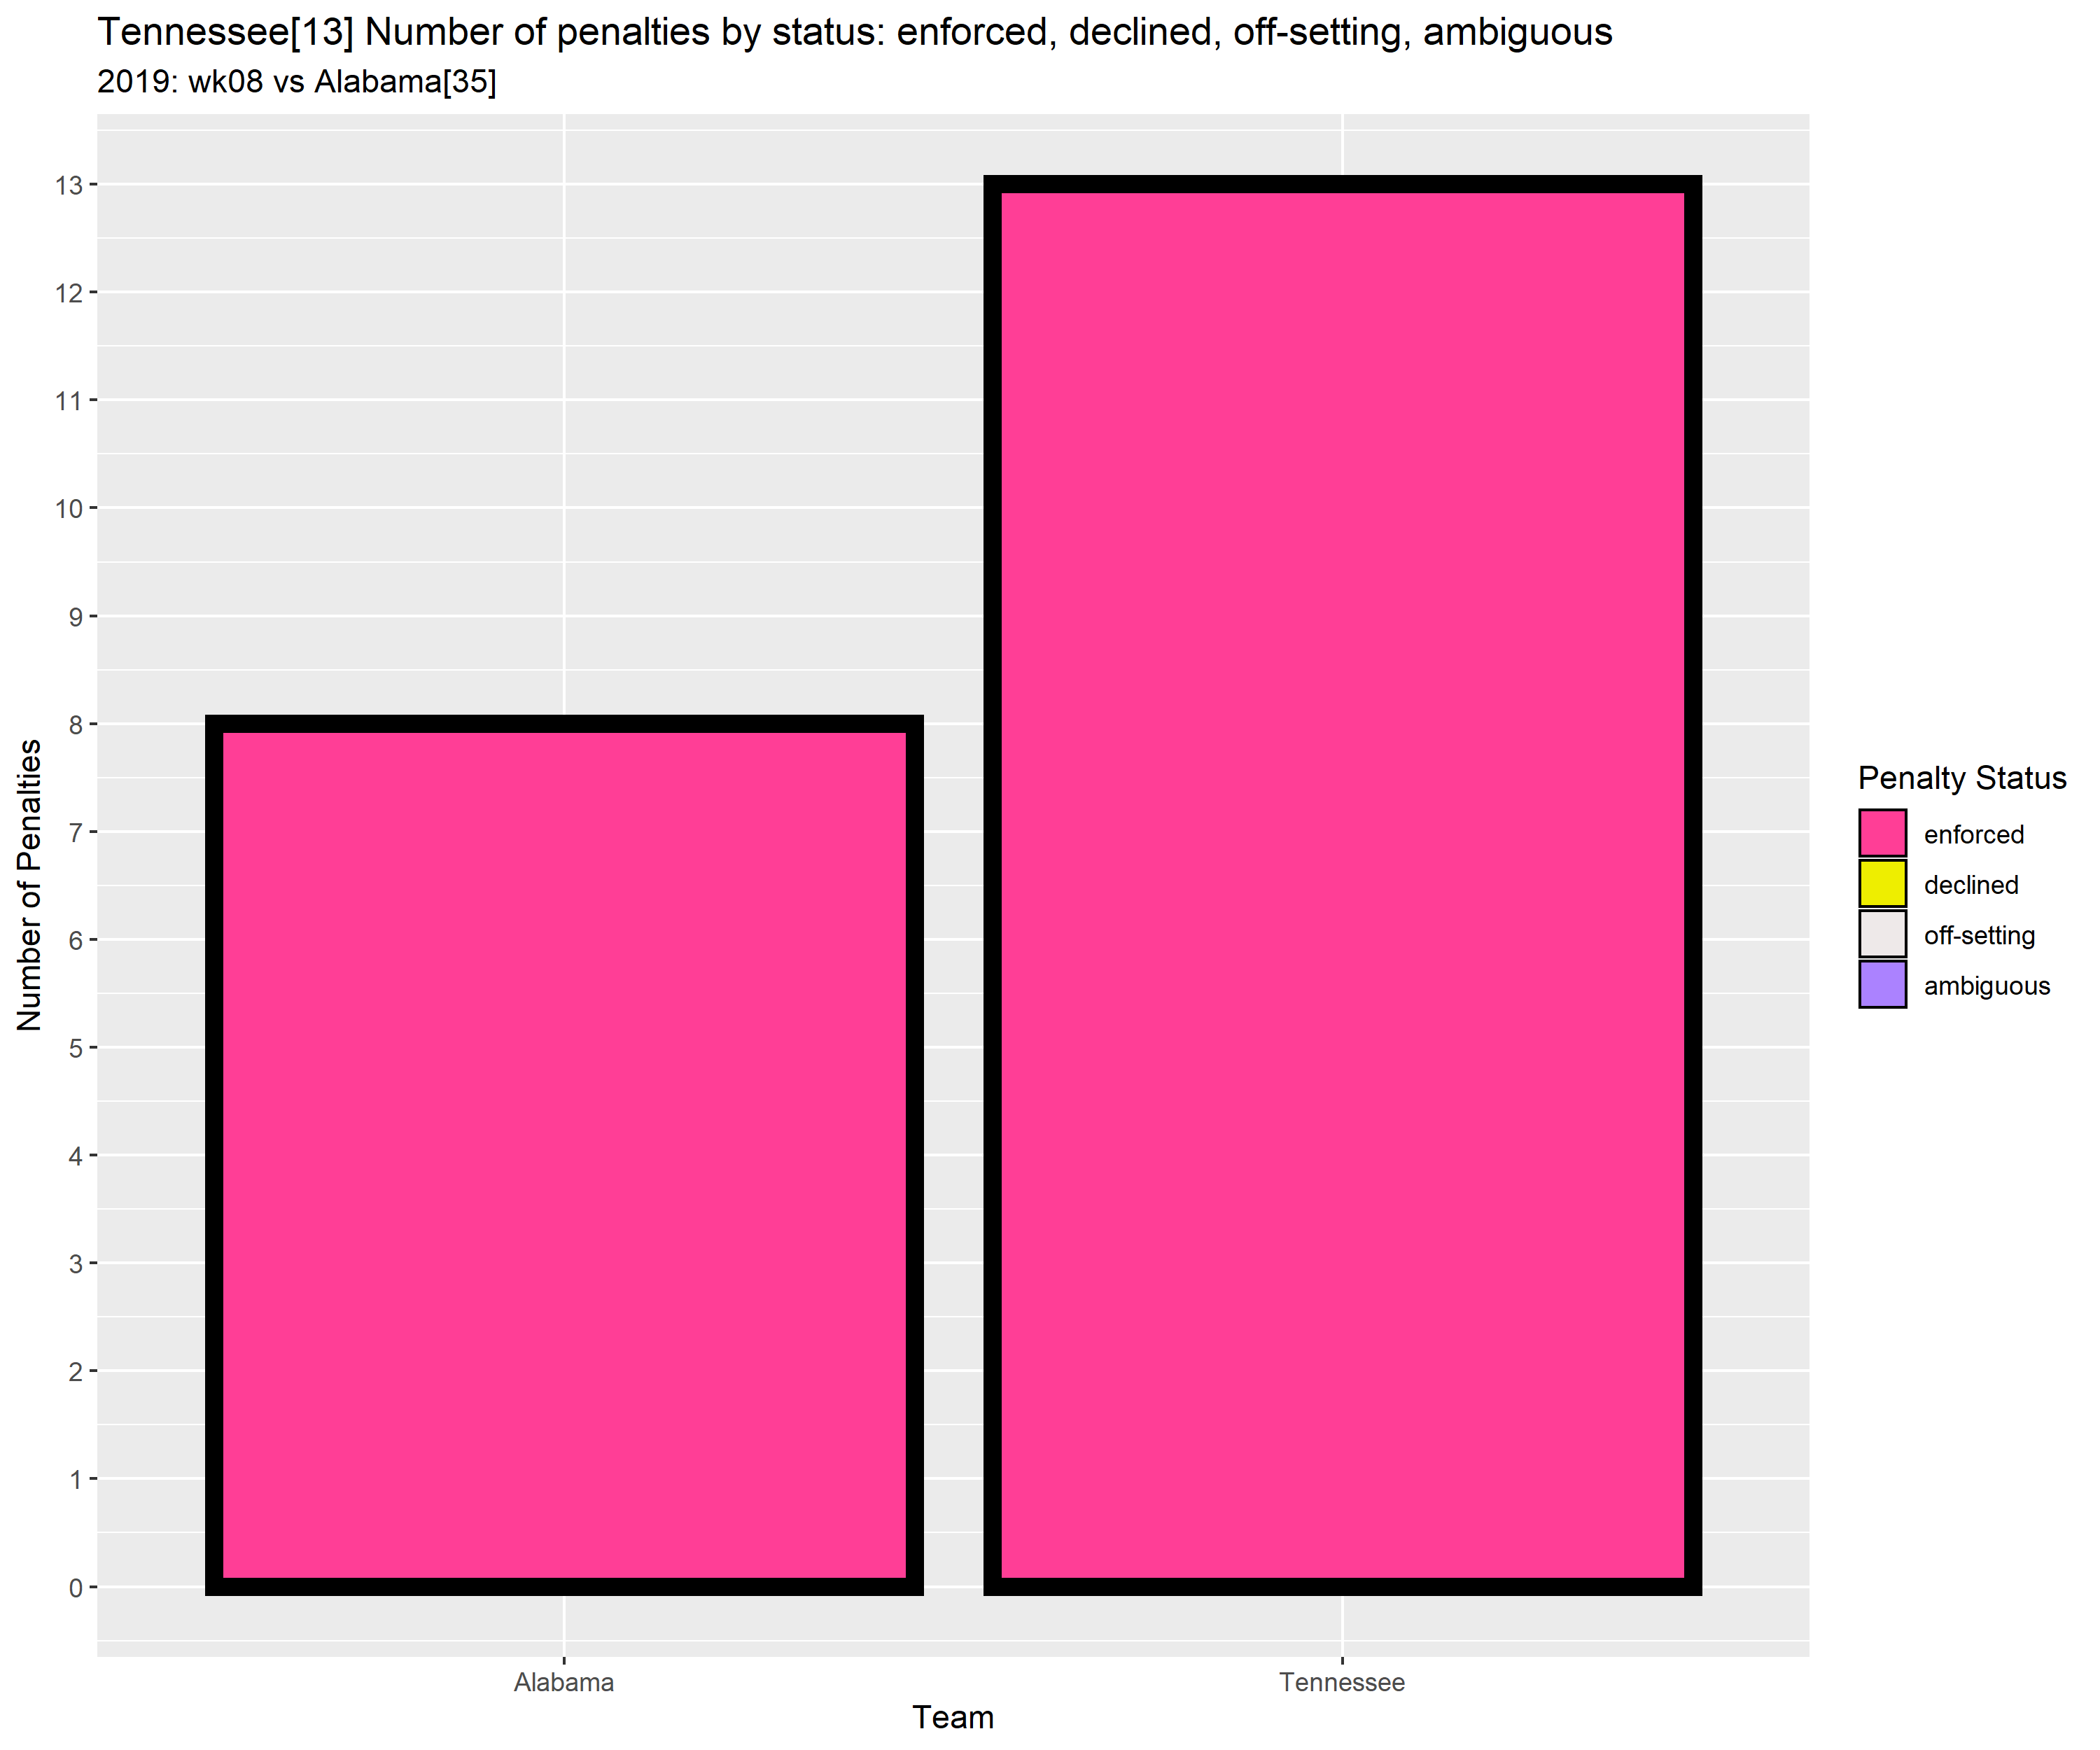 Tennessee[13] Number of penalties by status: enforced, declined, off-setting, ambiguous
2019: wk08 vs Alabama[35]
Number of Penalties
13
12
11
10
9
8
7
6
5
4
3
2
1
0
Alabama
Tennessee
Team
Penalty Status
enforced
declined
off-setting
ambiguous